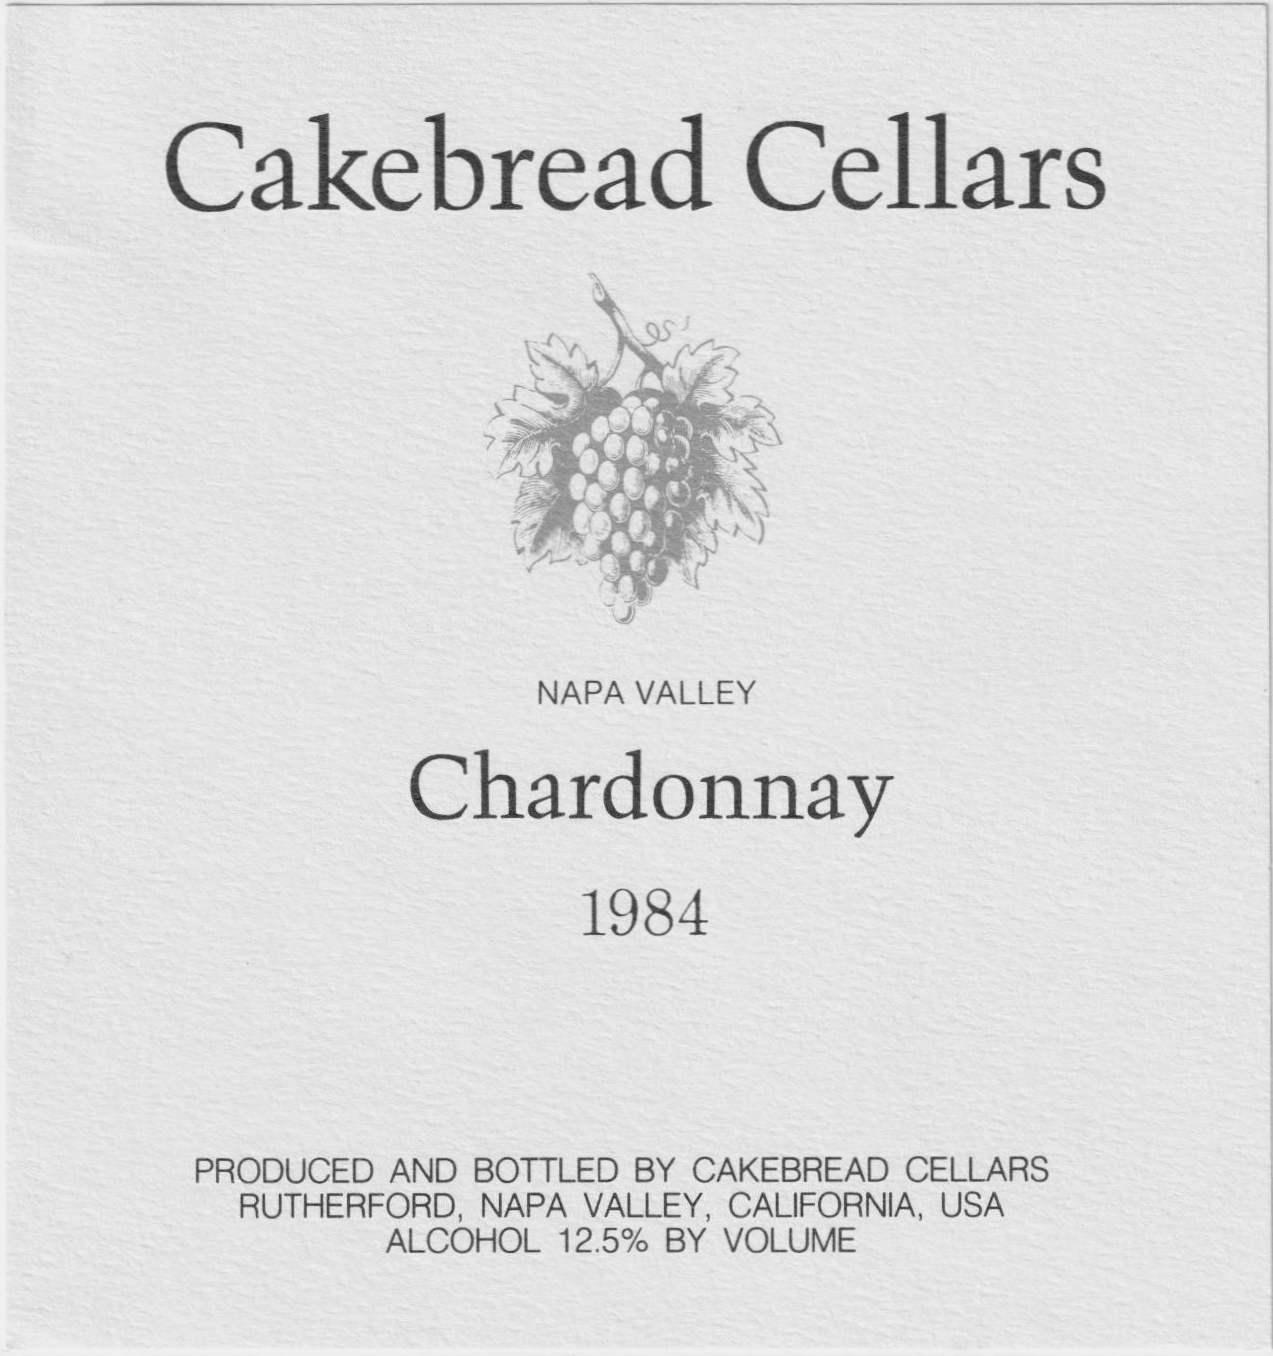 Cakebread Cellars
NAPA VALLEY
Chardonnay
1984
PRODUCED AND BOTTLED BY CAKEBREAD CELLARS
RUTHERFORD, NAPA VALLEY, CALIFORNIA, USA
ALCOHOL 12.5% BY VOLUME